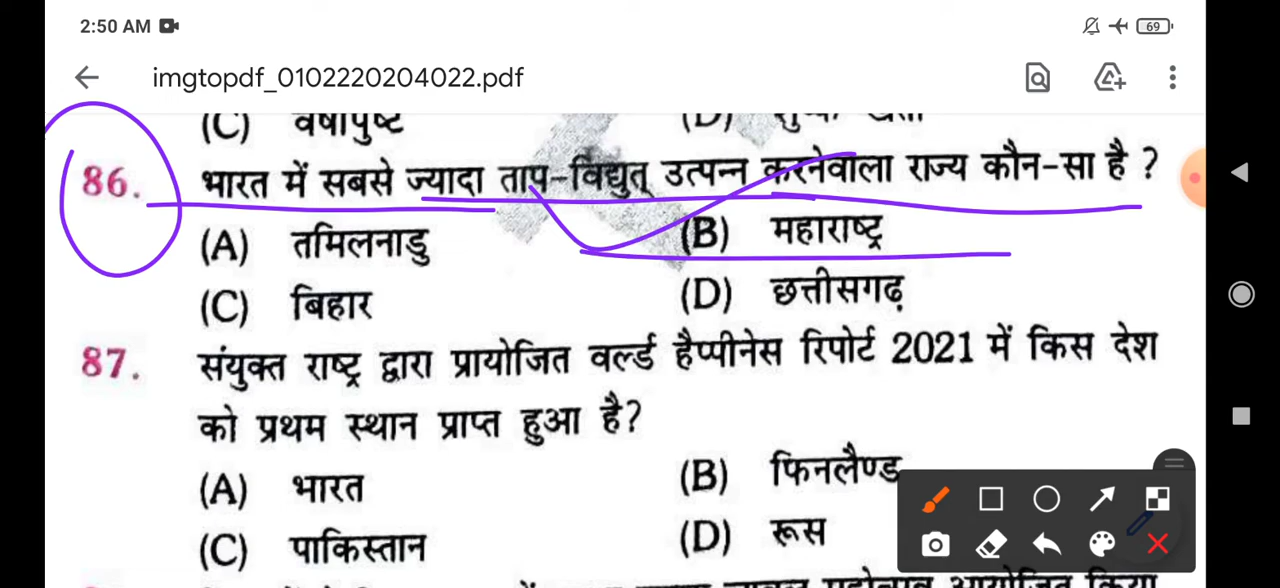 2:50 AM
69
imgtopdf_0102220204022.pdf
(C) वर्षापुष्ट (D)
86. भारत में सबसे ज्यादा ताप-विद्युत् उत्पन्न करनेवाला राज्य कौन-सा है ?
(A) तमिलनाडु (B) महाराष्ट्र
(C) बिहार (D) छत्तीसगढ़
87. संयुक्त राष्ट्र द्वारा प्रायोजित वर्ल्ड हैप्पीनेस रिपोर्ट 2021 में किस देश
को प्रथम स्थान प्राप्त हुआ है?
(A) भारत (B) फिनलैण्ड
(C) पाकिस्तान (D) रूस